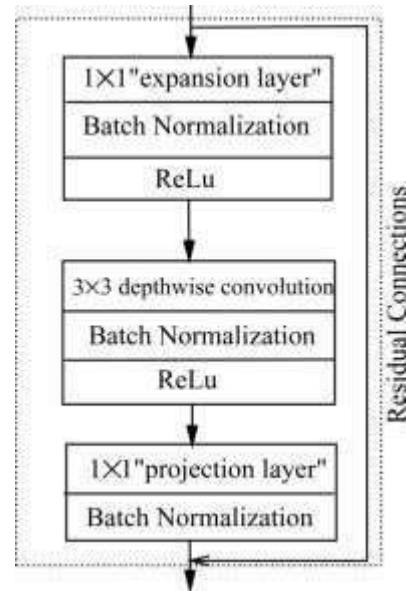 1×1"expansion layer"
Batch Normalization
ReLu
3×3 depthwise convolution
Batch Normalization
ReLu
1×1"projection layer"
Batch Normalization
Residual Connections